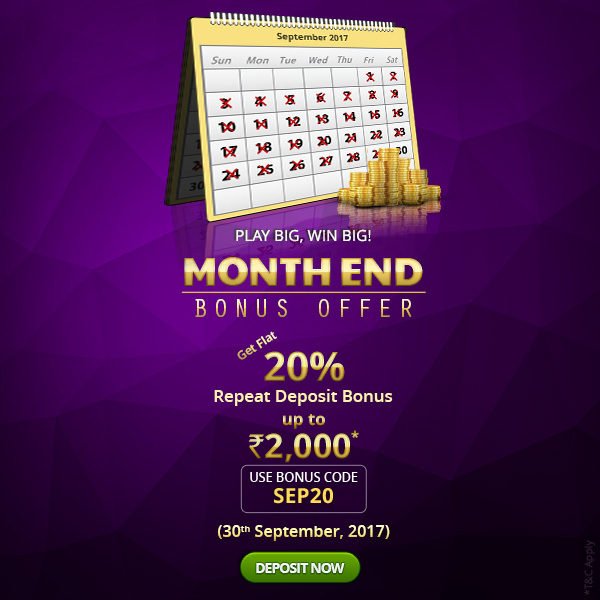 September 2017
Sun Mon Tue Wed Thu Fri Sat
1 2
3 4 5 6 7 8 9
10 11 12 13 14 15 16
17 18 19 20 21 22 23
24 25 26 27 28 29 30
30
PLAY BIG, WIN BIG!
MONTH END
BONUS OFFER
Get Flat
20%
Repeat Deposit Bonus
up to
₹2,000*
USE BONUS CODE
SEP20
(30th September, 2017)
DEPOSIT NOW
*T&C Apply